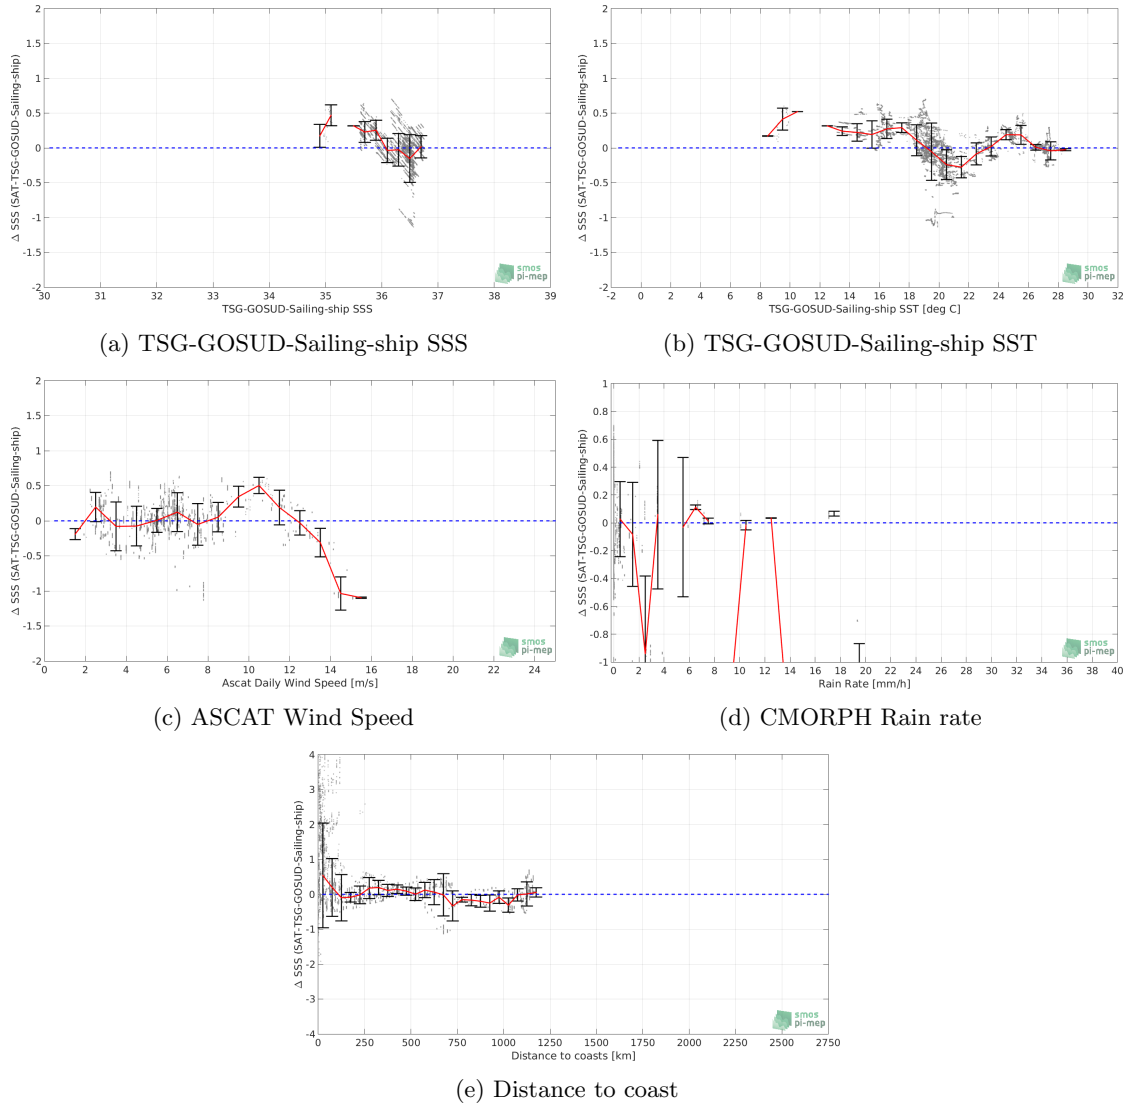 2
1.5
1
0.5
0
-0.5
-1
-1.5
-2
Δ SSS (SAT-TSG-GOSUD-Sailing-ship)
30 31 32 33 34 35 36 37 38 39
TSG-GOSUD-Sailing-ship SSS
smos
pi-mep
(a) TSG-GOSUD-Sailing-ship SSS
2
1.5
1
0.5
0
-0.5
-1
-1.5
-2
Δ SSS (SAT-TSG-GOSUD-Sailing-ship)
-2 0 2 4 6 8 10 12 14 16 18 20 22 24 26 28 30 32
TSG-GOSUD-Sailing-ship SST [deg C]
smos
pi-mep
(b) TSG-GOSUD-Sailing-ship SST
2
1.5
1
0.5
0
-0.5
-1
-1.5
-2
Δ SSS (SAT-TSG-GOSUD-Sailing-ship)
2 4 6 8 10 12 14 16 18 20 22 24
Ascat Daily Wind Speed [m/s]
smos
pi-mep
(c) ASCAT Wind Speed
1
0.8
0.6
0.4
0.2
0
-0.2
-0.4
-0.6
-0.8
-1
Δ SSS (SAT-TSG-GOSUD-Sailing-ship)
0 2 4 6 8 10 12 14 16 18 20 22 24 26 28 30 32 34 36 38 40
Rain Rate [mm/h]
smos
pi-mep
(d) CMORPH Rain rate
4
3
2
1
0
-1
-2
-3
-4
Δ SSS (SAT-TSG-GOSUD-Sailing-ship)
0 250 500 750 1000 1250 1500 1750 2000 2250 2500 2750
Distance to coasts [km]
smos
pi-mep
(e) Distance to coast